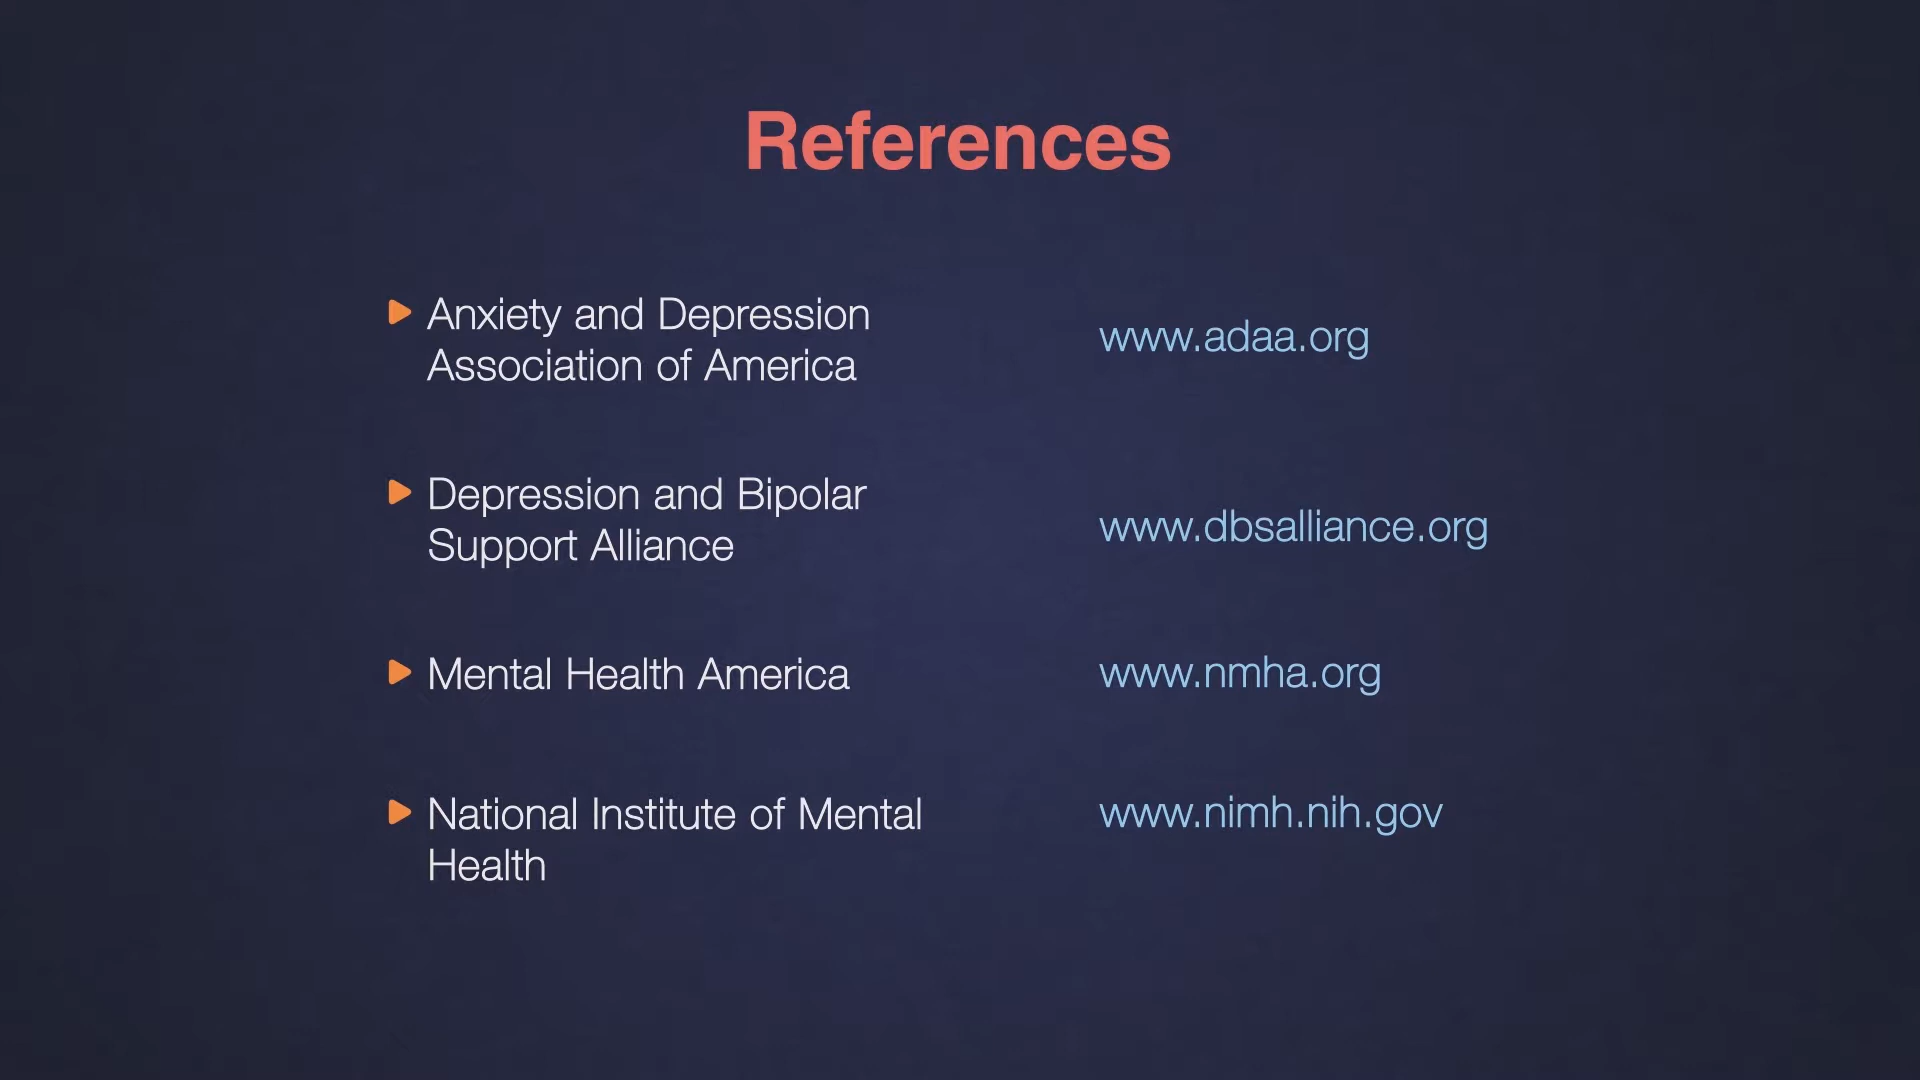 References
Anxiety and Depression
Association of America
www.adaa.org
Depression and Bipolar
Support Alliance
www.dbsalliance.org
Mental Health America
www.nmha.org
National Institute of Mental
Health
www.nimh.nih.gov